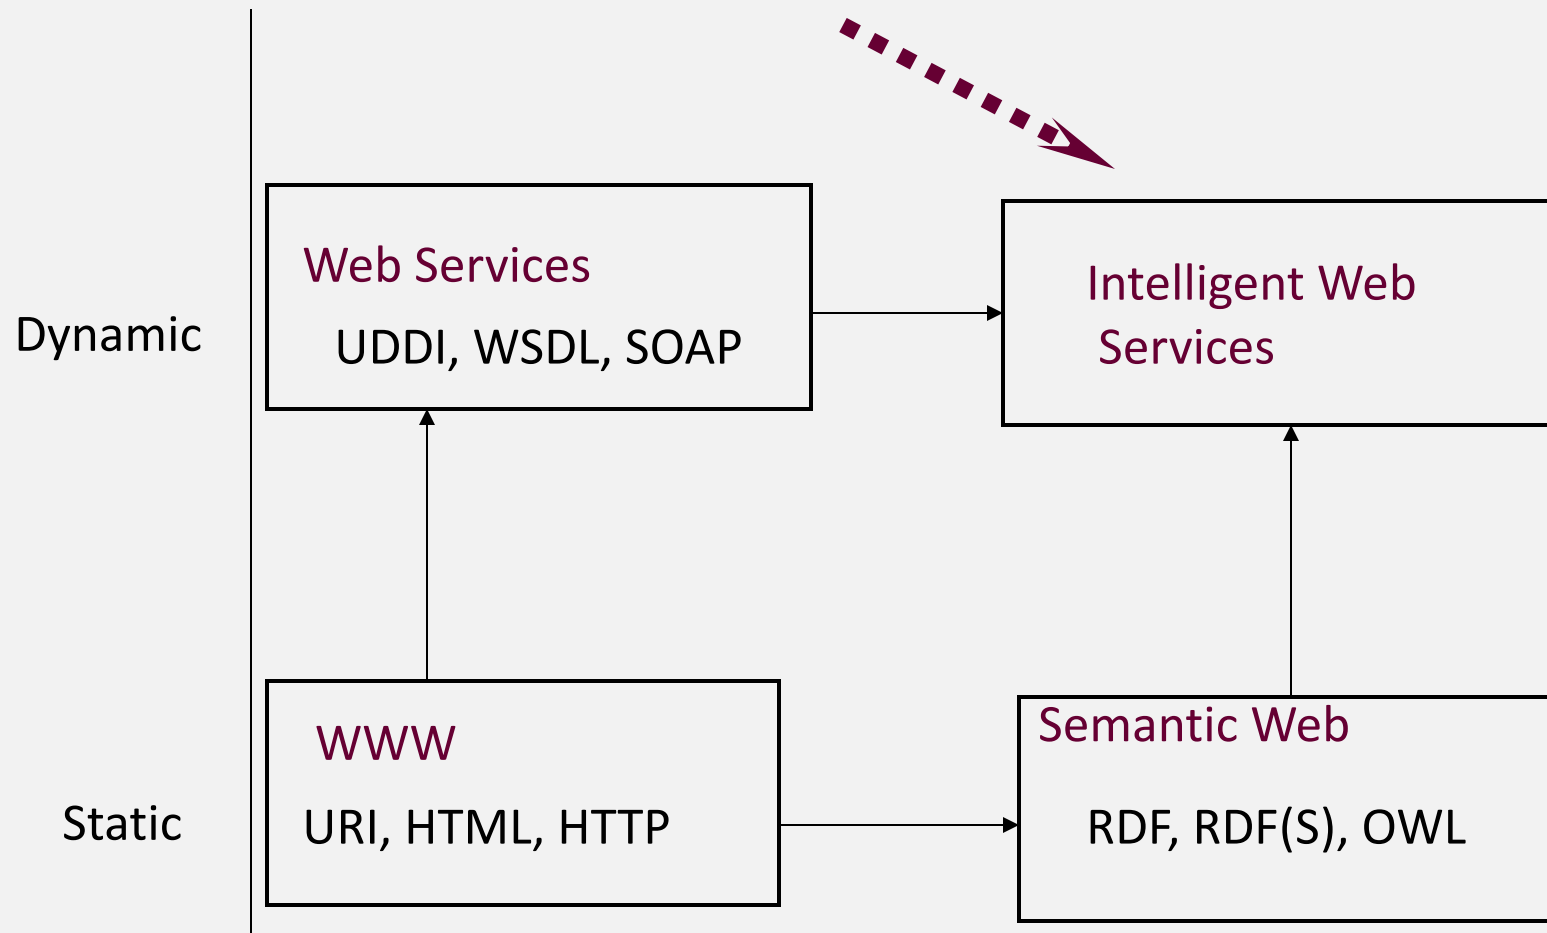 Web Services
Intelligent Web
Dynamic
UDDI, WSDL, SOAP
Services
WWW
Semantic Web
Static
URI, HTML, HTTP
RDF, RDF(S), OWL